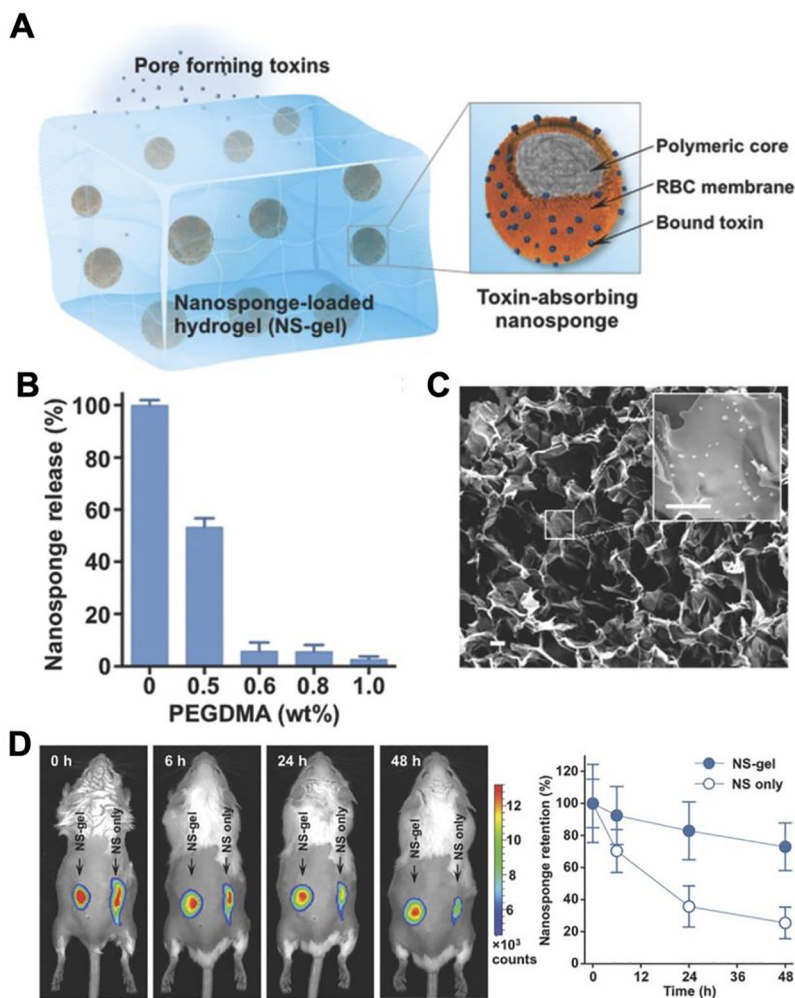 A
Pore forming toxins
Polymeric core
RBC membrane
Bound toxin
Nanosponge-loaded
hydrogel (NS-gel)
Toxin-absorbing
nanosponge
B
Nanosponge release (%)
100
80
60
40
20
0
0 0.5 0.6 0.8 1.0
PEGDMA (wt%)
C
D
0 h
NS-gel
NS only
6 h
NS-gel
NS only
24 h
NS-gel
NS only
48 h
NS-gel
NS only
12
10
8
6
×10³
counts
NS-gel
NS only
Nanosponge retention (%)
120
100
80
60
40
20
0
0 12 24 36 48
Time (h)